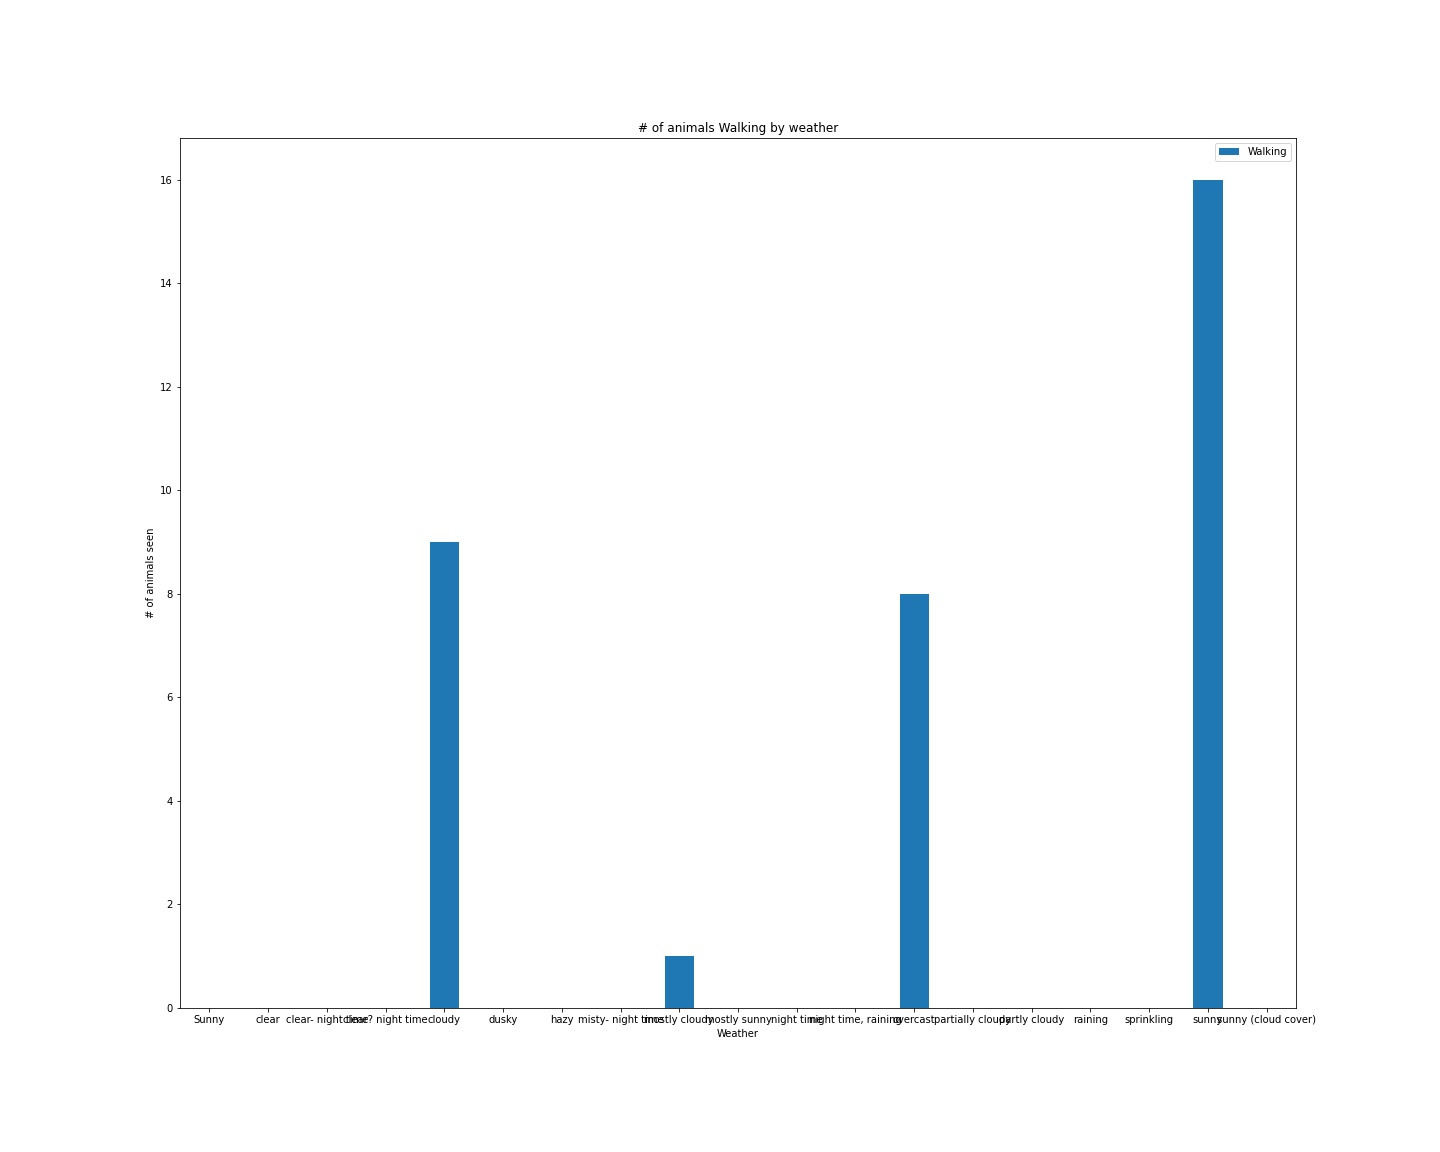 # of animals Walking by weather
Walking
16
14
12
10
8
6
4
2
0
# of animals seen
Sunny clear clear- night time clear? night time cloudy dusky hazy misty- night time mostly cloudy mostly sunny night time night time, raining overcast partially cloudy partly cloudy raining sprinkling sunny sunny (cloud cover)
Weather